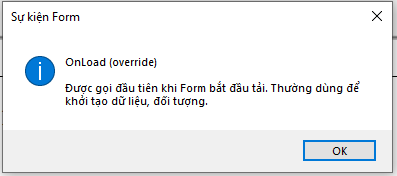 Sự kiện Form
OnLoad (override)
Được gọi đầu tiên khi Form bắt đầu tải. Thường dùng để
khởi tạo dữ liệu, đối tượng.
OK